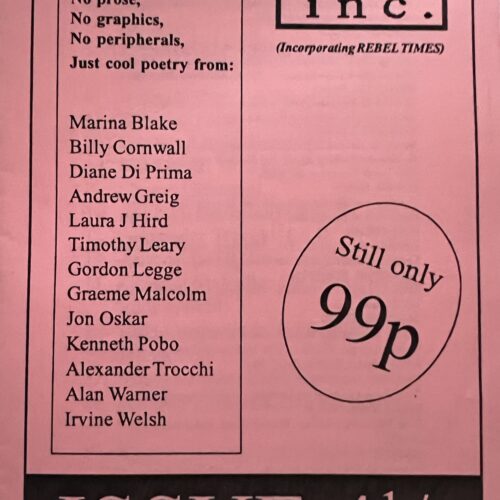 No prose,
No graphics,
No peripherals,
Just cool poetry from:
Marina Blake
Billy Cornwall
Diane Di Prima
Andrew Greig
Laura J Hird
Timothy Leary
Gordon Legge
Graeme Malcolm
Jon Oskar
Kenneth Pobo
Alexander Trocchi
Alan Warner
Irvine Welsh
inc.
(Incorporating REBEL TIMES)
Still only
99p
ISSUE